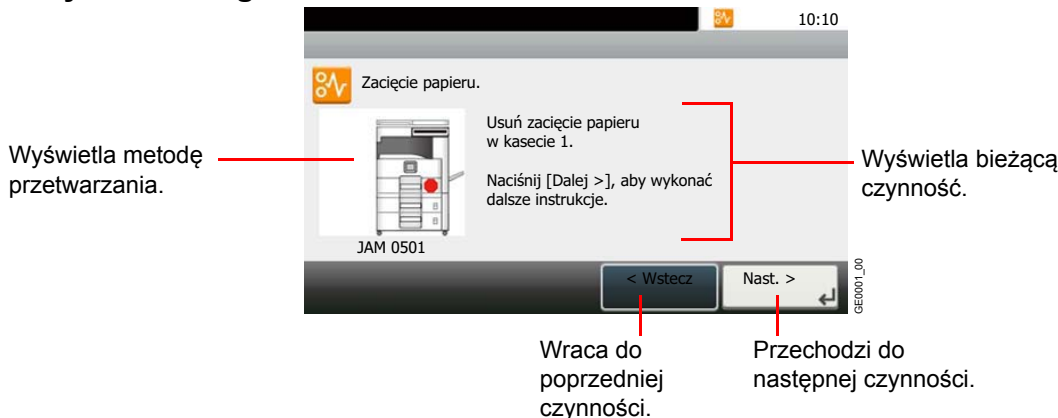 10:10
Zacięcie papieru.
Usuń zacięcie papieru
w kasecie 1.
Naciśnij [Dalej >], aby wykonać
dalsze instrukcje.
JAM 0501
Wyświetla metodę
przetwarzania.
Wyświetla bieżącą
czynność.
< Wstecz
Nast. >
GE0001_00
Wraca do
poprzedniej
czynności.
Przechodzi do
następnej czynności.